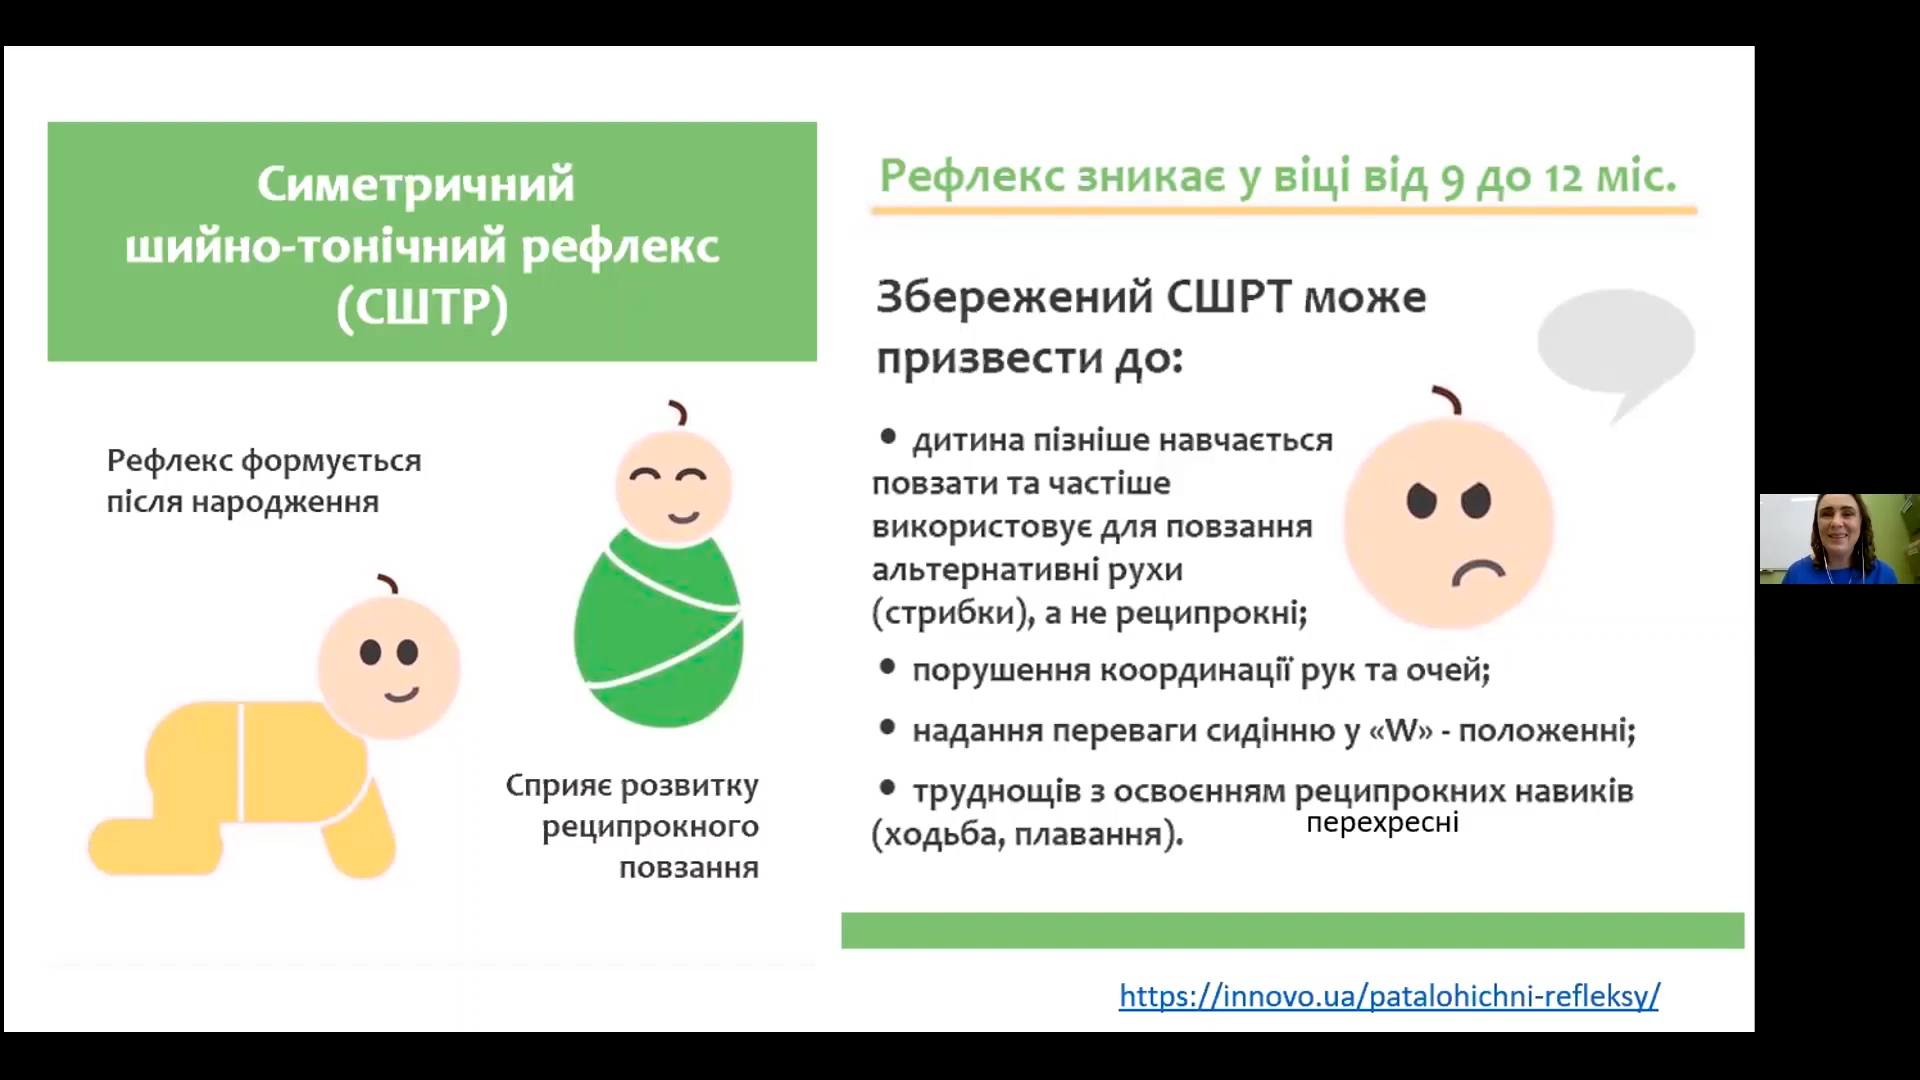 Симетричний
шийно-тонічний рефлекс
(СШТР)
Рефлекс формується
після народження
Сприяє розвитку
реципрокного
повзання
Рефлекс зникає у віці від 9 до 12 міс.
Збережений СШРТ може
призвести до:
• дитина пізніше навчається
повзати та частіше
використовує для повзання
альтернативні рухи
(стрибки), а не реципрокні;
• порушення координації рук та очей;
• надання переваги сидінню у «W» - положенні;
• труднощів з освоєнням реципрокних навиків
перехресні
(ходьба, плавання).
https://innovo.ua/patalohichni-refleksy/